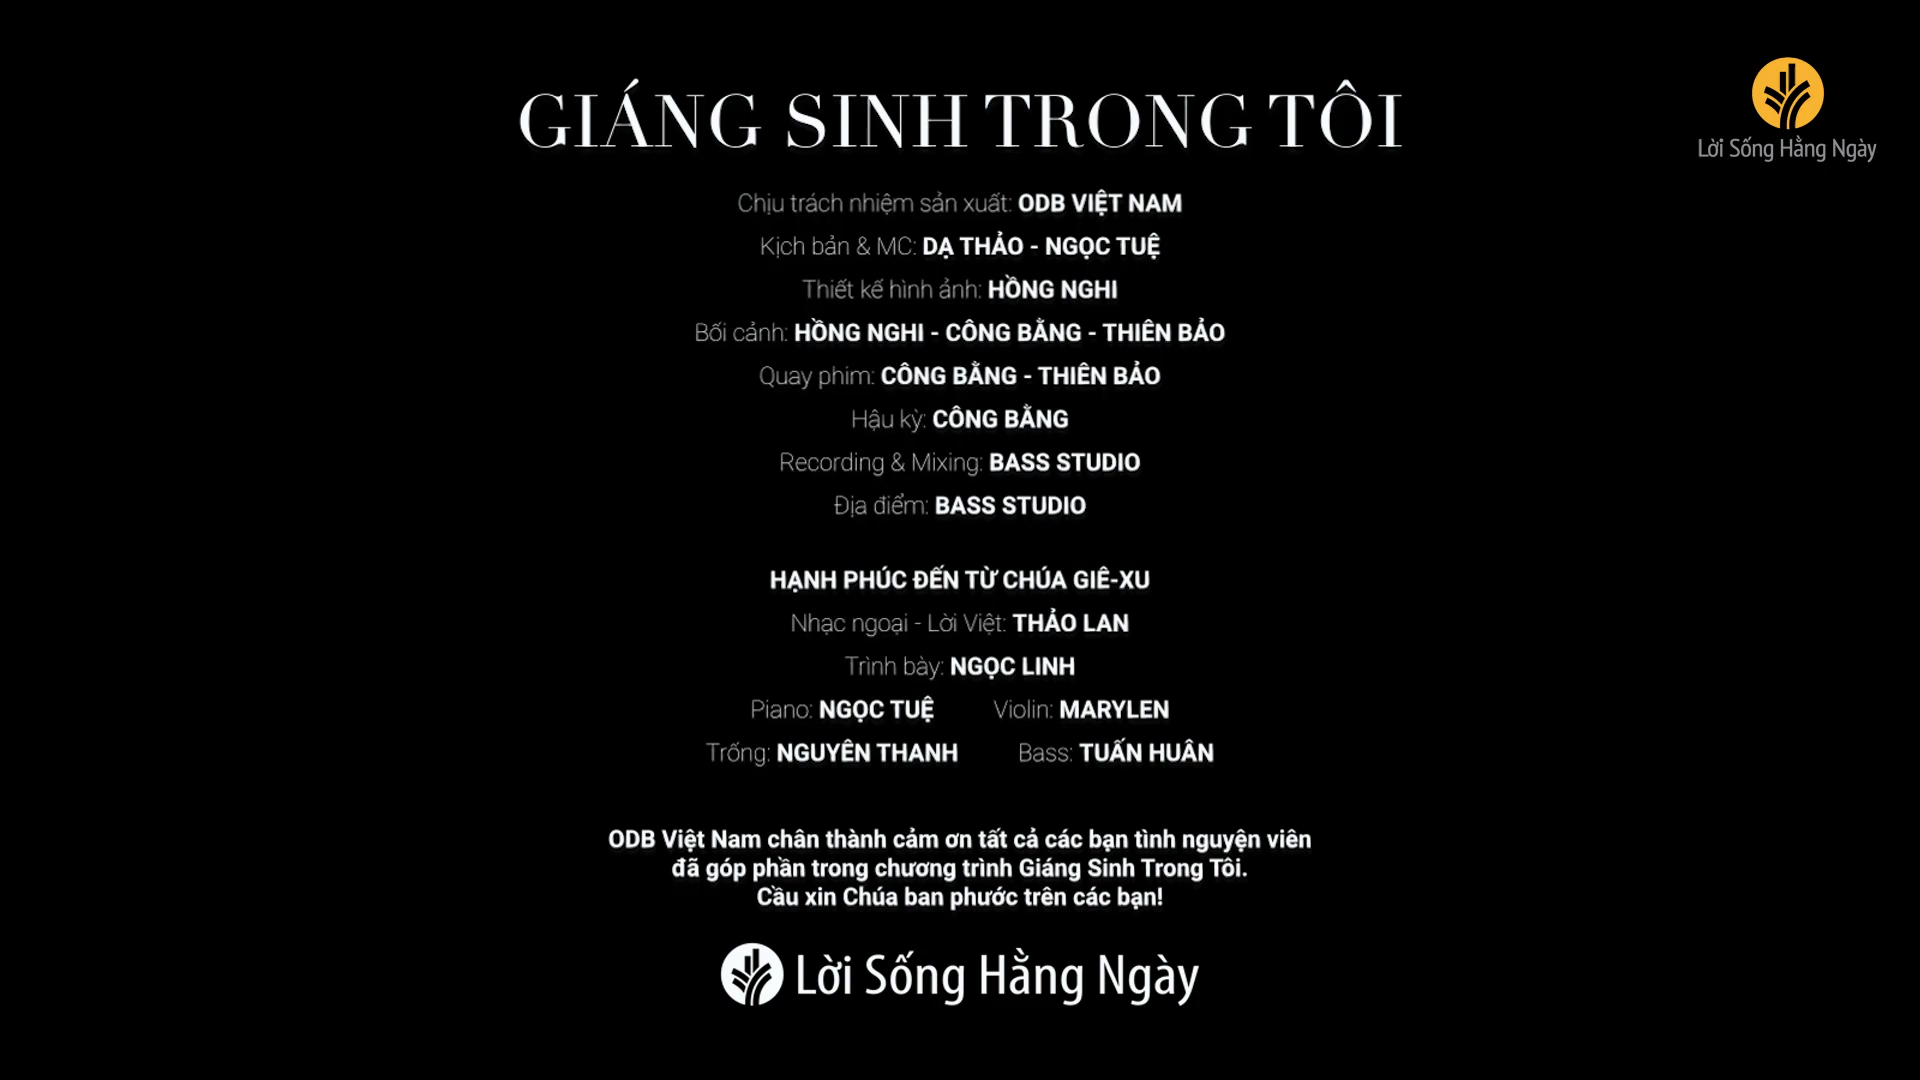 GIÁNG SINH TRONG TÔI
Lời Sống Hằng Ngày
Chịu trách nhiệm sản xuất: ODB VIỆT NAM
Kịch bản & MC: DẠ THẢO - NGỌC TUỆ
Thiết kế hình ảnh: HỒNG NGHI
Bối cảnh: HỒNG NGHI - CÔNG BẰNG - THIÊN BẢO
Quay phim: CÔNG BẰNG - THIÊN BẢO
Hậu kỳ: CÔNG BẰNG
Recording & Mixing: BASS STUDIO
Địa điểm: BASS STUDIO
HẠNH PHÚC ĐẾN TỪ CHÚA GIÊ-XU
Nhạc ngoại - Lời Việt: THẢO LAN
Trình bày: NGỌC LINH
Piano: NGỌC TUỆ Violin: MARYLEN
Trống: NGUYÊN THANH Bass: TUẤN HUÂN
ODB Việt Nam chân thành cảm ơn tất cả các bạn tình nguyện viên
đã góp phần trong chương trình Giáng Sinh Trong Tôi.
Cầu xin Chúa ban phước trên các bạn!
Lời Sống Hằng Ngày